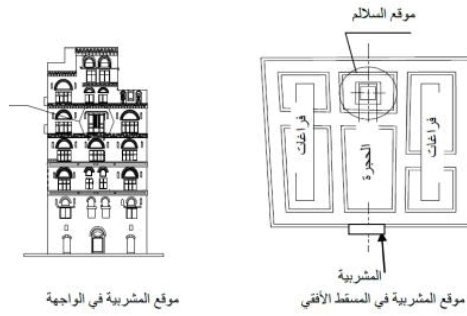 موقع السلالم
فراغات
الحجرة
فراغات
المشربية
موقع المشربية في المسقط الأفقي
موقع المشربية في الواجهة